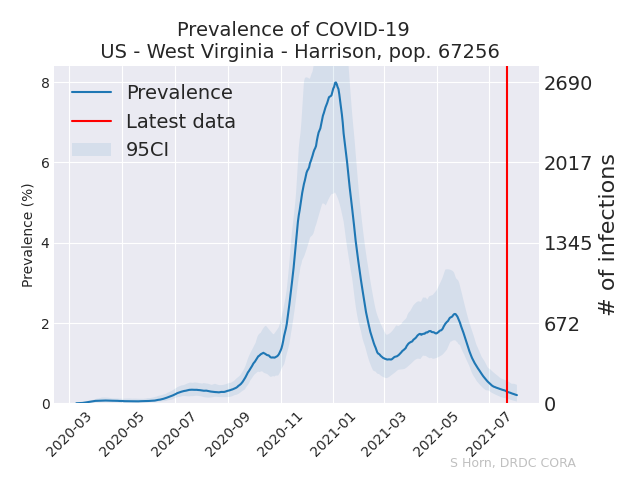 Prevalence of COVID-19
US - West Virginia - Harrison, pop. 67256
Prevalence
Latest data
95CI
Prevalence (%)
8
6
4
2
0
2690
2017
1345
672
0
# of infections
2020-03
2020-05
2020-07
2020-09
2020-11
2021-01
2021-03
2021-05
2021-07
S Horn, DRDC CORA